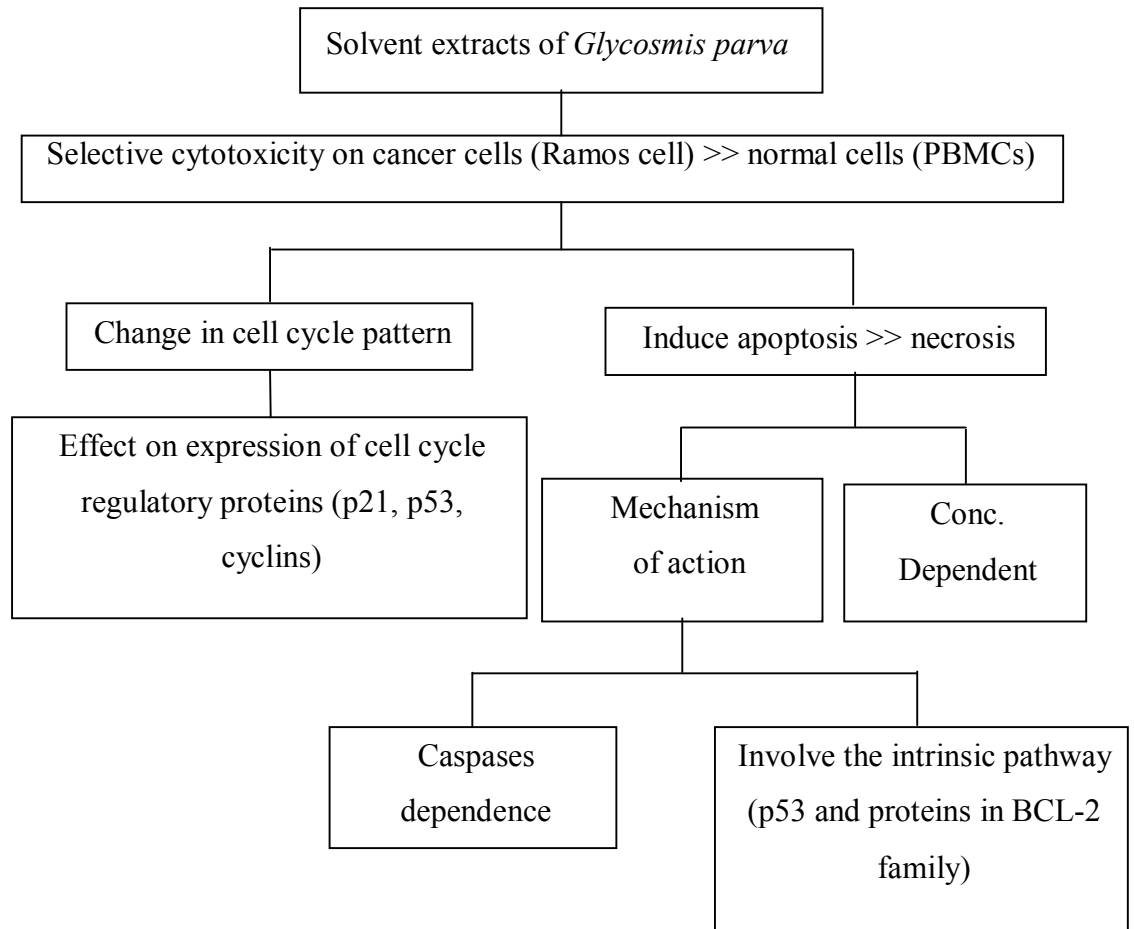 Solvent extracts of Glycosmis parva
Selective cytotoxicity on cancer cells (Ramos cell) >> normal cells (PBMCs)
Change in cell cycle pattern
Induce apoptosis >> necrosis
Effect on expression of cell cycle
regulatory proteins (p21, p53,
cyclins)
Mechanism
of action
Conc.
Dependent
Caspases
dependence
Involve the intrinsic pathway
(p53 and proteins in BCL-2
family)